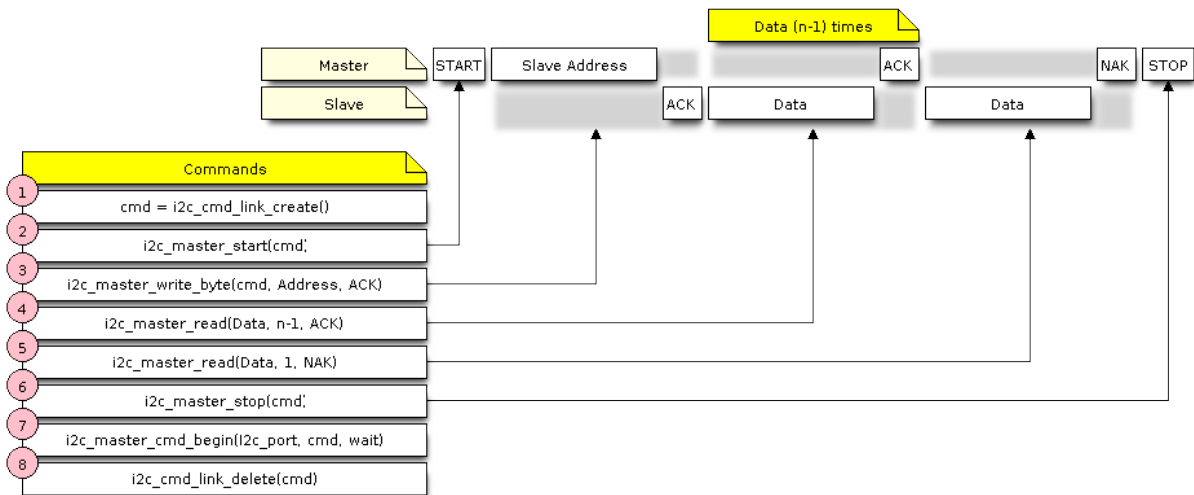 Data (n-1) times
Master START Slave Address ACK NAK STOP
Slave ACK Data Data
Commands
1
cmd = i2c_cmd_link_create()
2
i2c_master_start(cmd;
3
i2c_master_write_byte(cmd, Address, ACK)
4
i2c_master_read(Data, n-1, ACK)
5
i2c_master_read(Data, 1, NAK)
6
i2c_master_stop(cmd;
7
i2c_master_cmd_begin(I2c_port, cmd, wait)
8
i2c_cmd_link_delete(cmd)